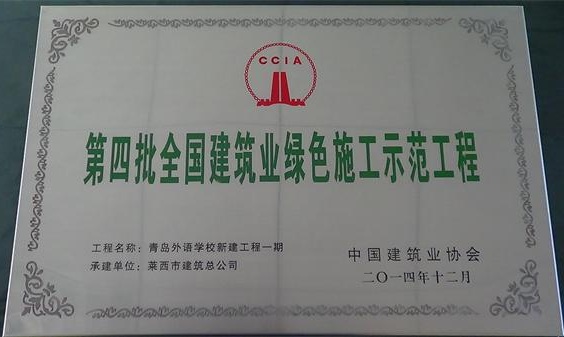 CCIA
第四批全国建筑业绿色施工示范工程
工程名称：青岛外语学校新建工程一期
承建单位：莱西市建筑总公司
中国建筑业协会
二〇一四年十二月